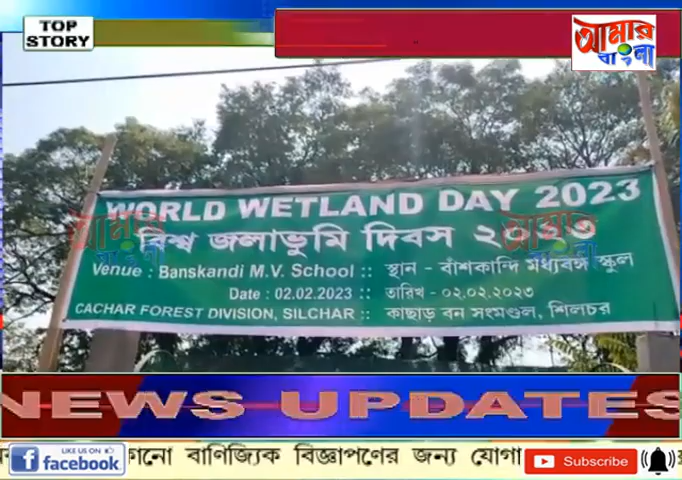 TOP
STORY
আমার
বাংলা
WORLD WETLAND DAY 2023
বিশ্ব জলাভূমি দিবস
Venue : Banskandi M.V. School :: স্থান - বাঁশকান্দি মধ্যবঙ্গ স্কুল
Date : 02.02.2023 :: তারিখ - ০২.০২.২০২৩
CACHAR FOREST DIVISION, SILCHAR :: কাছাড় বন সংমণ্ডল, শিলচর
NEWS UPDATES
LIKE US ON
facebook
কোনো বাণিজ্যিক বিজ্ঞাপণের জন্য যোগা
Subscribe